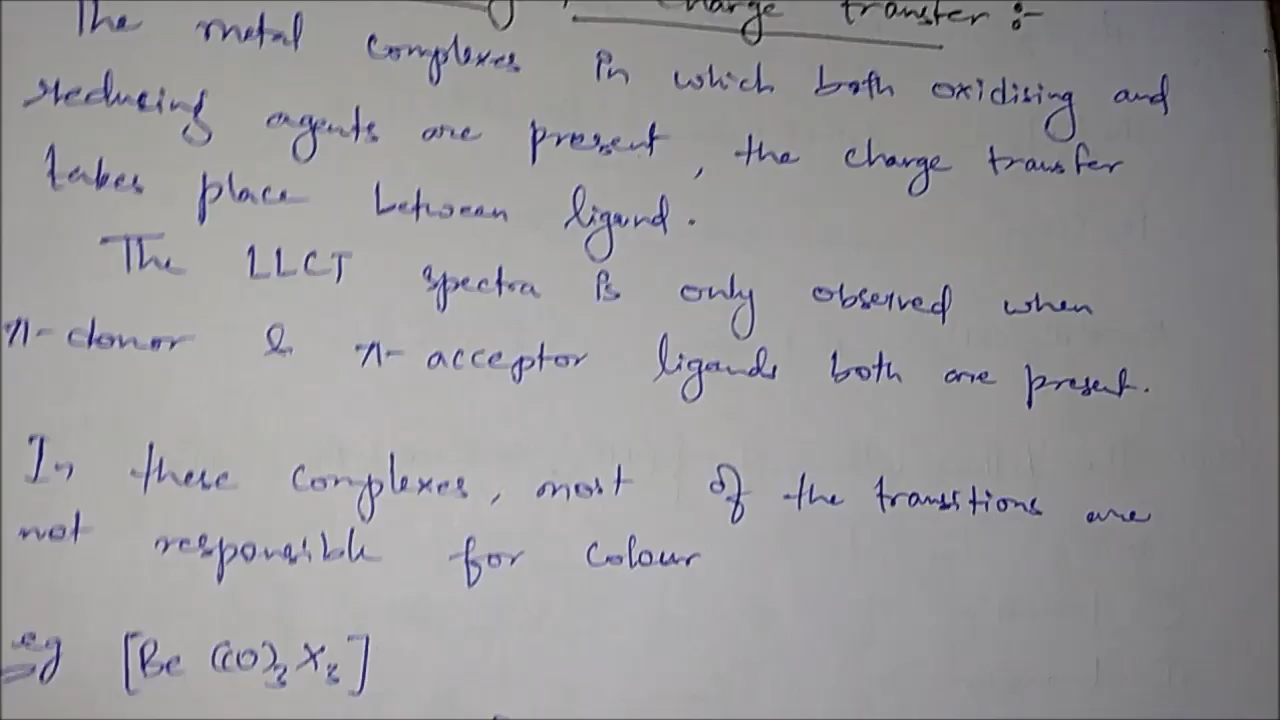 charge transfer :-
The metal complexes in which both oxidising and
reducing agents are present, the charge transfer
takes place between ligand.
The LLCT spectra is only observed when
π-donor & π-acceptor ligands both are present.
In these complexes, most of the transitions are
not responsible for colour
eg [Be (CO)3 X3]